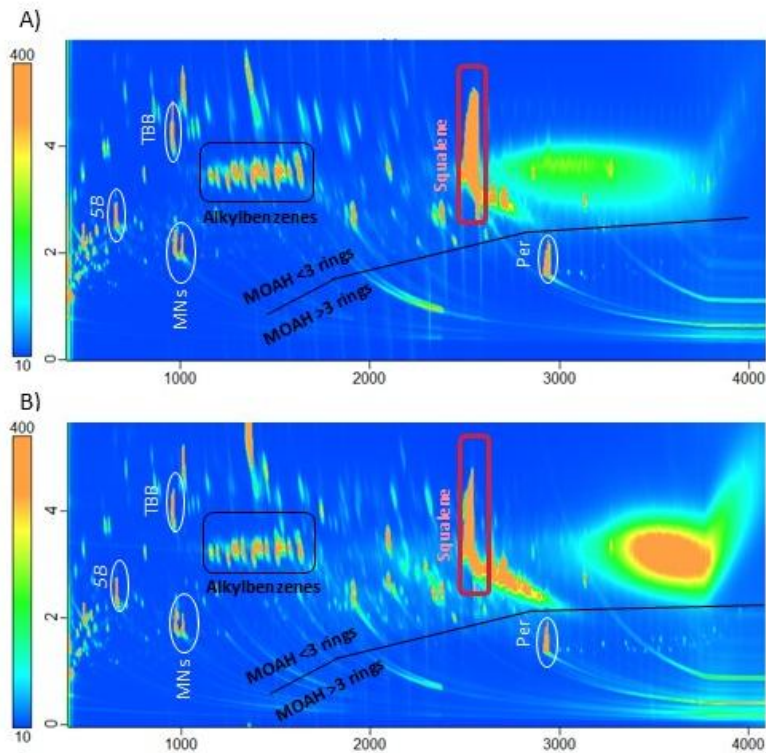 A)
400
10
4
2
0
TBB
5B
MNs
Alkylbenzenes
Squalene
MOAH <3 rings
MOAH >3 rings
Per
1000
2000
3000
4000
B)
400
10
4
2
0
TBB
5B
MNs
Alkylbenzenes
Squalene
MOAH <3 rings
MOAH >3 rings
Per
1000
2000
3000
4000